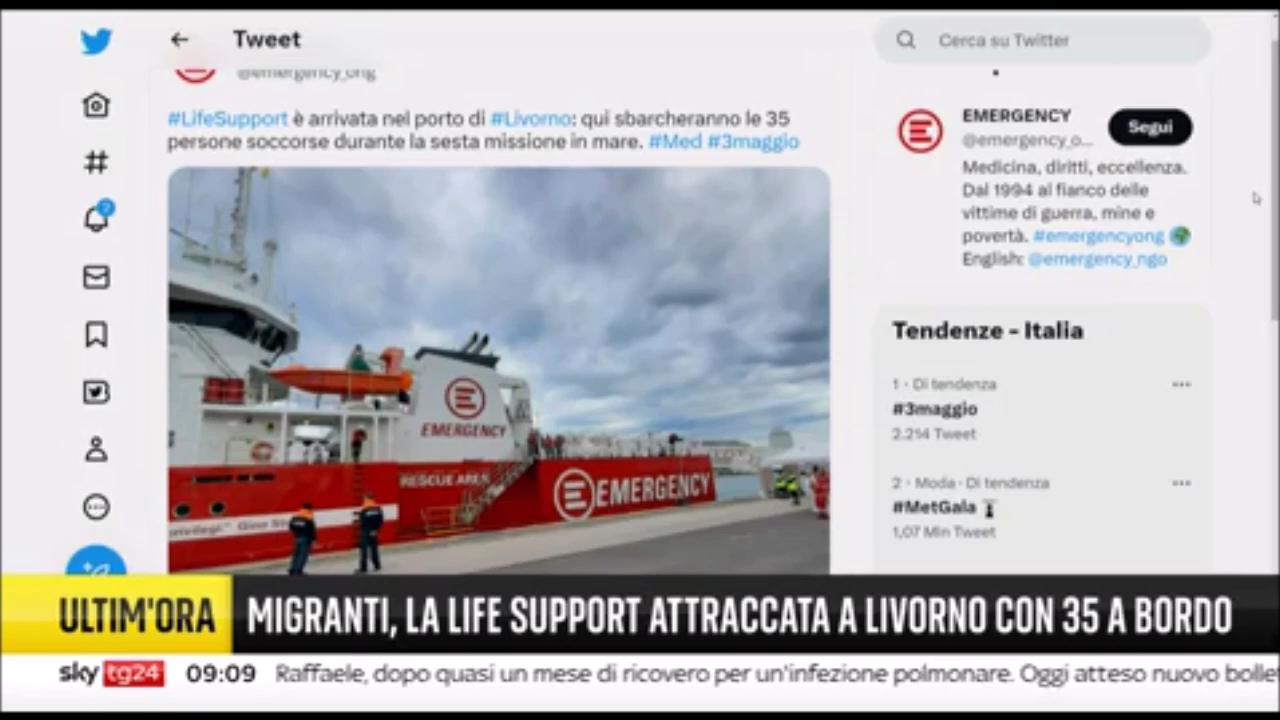 Tweet
Cerca su Twitter
@emergency_ong
#LifeSupport è arrivata nel porto di #Livorno: qui sbarcheranno le 35
persone soccorse durante la sesta missione in mare. #Med #3maggio
EMERGENCY
RESCUE AREA
EMERGENCY
EMERGENCY
@emergency_o...
Segui
Medicina, diritti, eccellenza.
Dal 1994 al fianco delle
vittime di guerra, mine e
povertà. #emergencyong
English: @emergency_ngo
Tendenze - Italia
1 · Di tendenza
#3maggio
2.214 Tweet
2 · Moda · Di tendenza
#MetGala
1,07 Min Tweet
ULTIM'ORA MIGRANTI, LA LIFE SUPPORT ATTRACCATA A LIVORNO CON 35 A BORDO
sky tg24 09:09 Raffaele, dopo quasi un mese di ricovero per un'infezione polmonare. Oggi atteso nuovo bollet